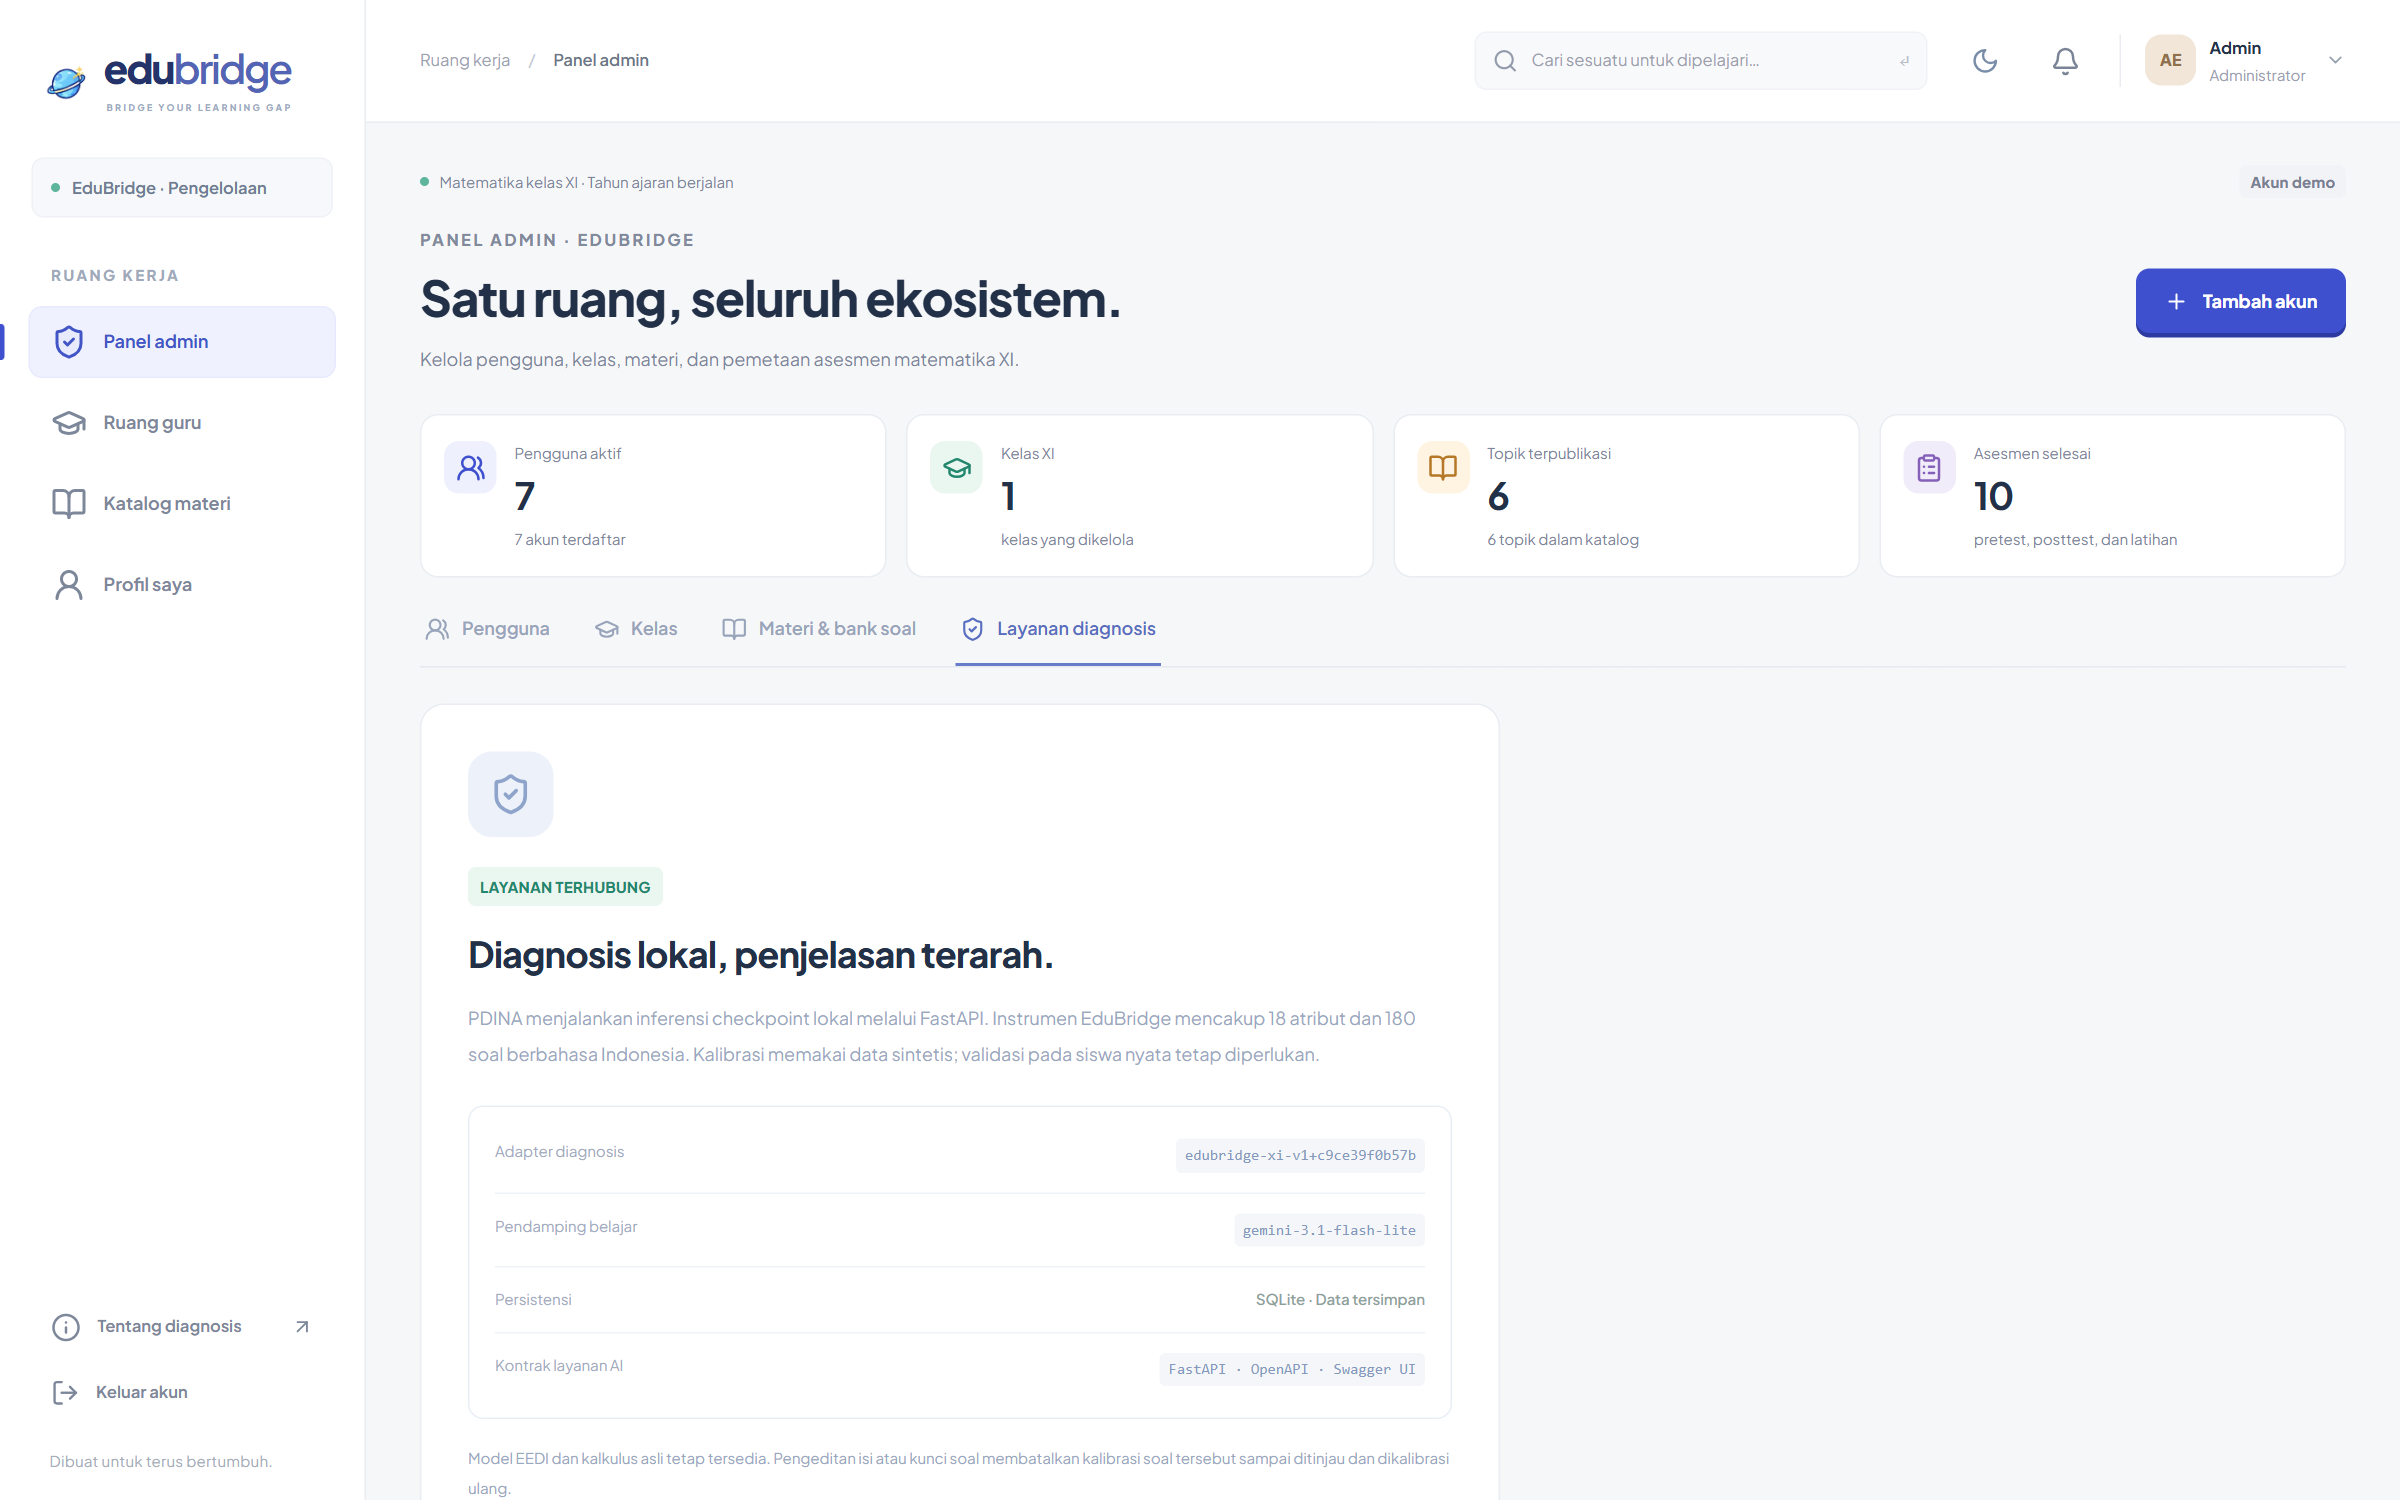 edubridge
BRIDGE YOUR LEARNING GAP
EduBridge · Pengelolaan
RUANG KERJA
Panel admin
Ruang guru
Katalog materi
Profil saya
Tentang diagnosis
Keluar akun
Dibuat untuk terus bertumbuh.
Ruang kerja / Panel admin
Cari sesuatu untuk dipelajari...
AE
Admin
Administrator
Matematika kelas XI · Tahun ajaran berjalan
Akun demo
PANEL ADMIN · EDUBRIDGE
Satu ruang, seluruh ekosistem.
Kelola pengguna, kelas, materi, dan pemetaan asesmen matematika XI.
Tambah akun
Pengguna aktif
7
7 akun terdaftar
Kelas XI
1
kelas yang dikelola
Topik terpublikasi
6
6 topik dalam katalog
Asesmen selesai
10
pretest, posttest, dan latihan
Pengguna
Kelas
Materi & bank soal
Layanan diagnosis
LAYANAN TERHUBUNG
Diagnosis lokal, penjelasan terarah.
PDINA menjalankan inferensi checkpoint lokal melalui FastAPI. Instrumen EduBridge mencakup 18 atribut dan 180
soal berbahasa Indonesia. Kalibrasi memakai data sintetis; validasi pada siswa nyata tetap diperlukan.
Adapter diagnosis
edubridge-xi-v1+c9ce39f0b57b
Pendamping belajar
gemini-3.1-flash-lite
Persistensi
SQLite · Data tersimpan
Kontrak layanan AI
FastAPI · OpenAPI · Swagger UI
Model EEDI dan kalkulus asli tetap tersedia. Pengeditan isi atau kunci soal membatalkan kalibrasi soal tersebut sampai ditinjau dan dikalibrasi
ulang.